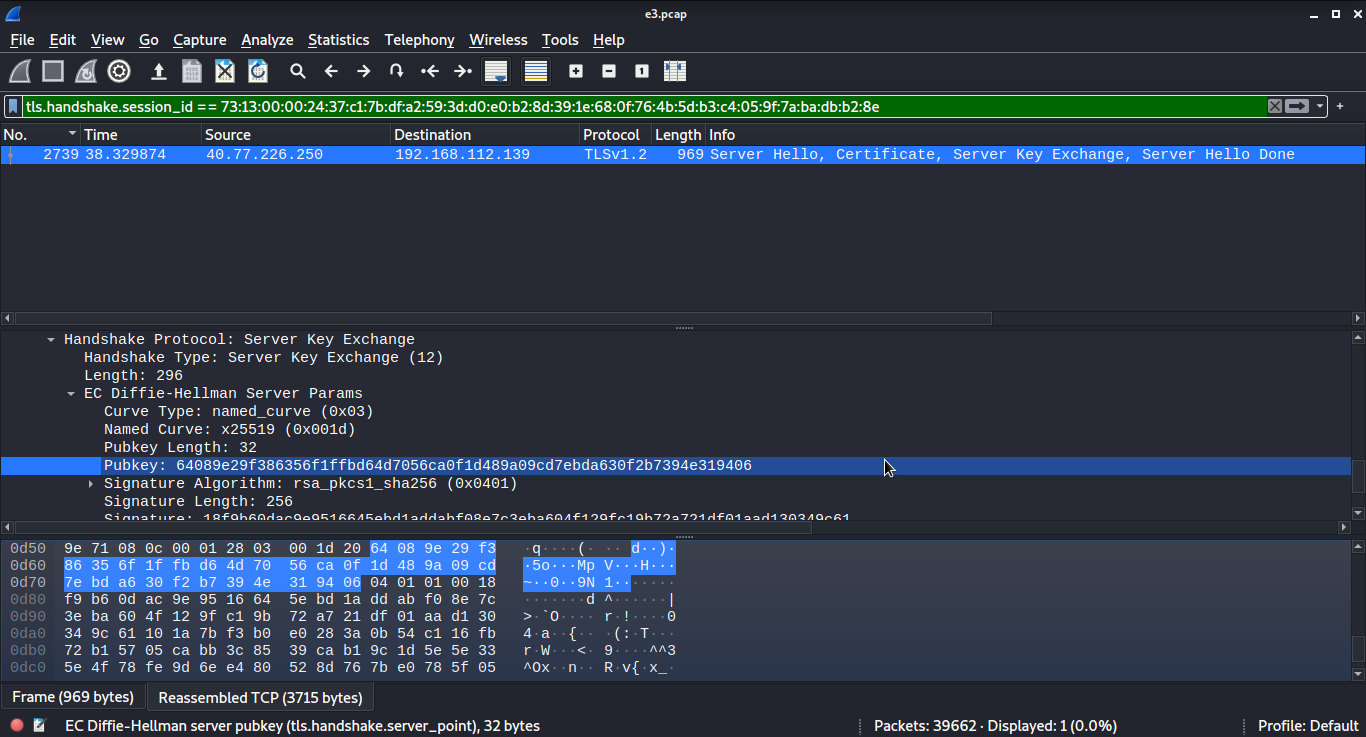 e3.pcap
File Edit View Go Capture Analyze Statistics Telephony Wireless Tools Help
tls.handshake.session_id == 73:13:00:00:24:37:c1:7b:df:a2:59:3d:d0:e0:b2:8d:39:1e:68:0f:76:4b:5d:b3:c4:05:9f:7a:ba:db:b2:8e
No. Time Source Destination Protocol Length Info
2739 38.329874 40.77.226.250 192.168.112.139 TLSv1.2 969 Server Hello, Certificate, Server Key Exchange, Server Hello Done
Handshake Protocol: Server Key Exchange
Handshake Type: Server Key Exchange (12)
Length: 296
EC Diffie-Hellman Server Params
Curve Type: named_curve (0x03)
Named Curve: x25519 (0x001d)
Pubkey Length: 32
Pubkey: 64089e29f386356f1ffbd64d7056ca0f1d489a09cd7ebda630f2b7394e319406
Signature Algorithm: rsa_pkcs1_sha256 (0x0401)
Signature Length: 256
Signature: 18f9b60dac9e9516645ebd1addabf08e7c3eba604f129fc19b72a721df01aad130349c61
0d50 9e 71 08 0c 00 01 28 03 00 1d 20 64 08 9e 29 f3 ·q····(· ·· d··)·
0d60 86 35 6f 1f fb d6 4d 70 56 ca 0f 1d 48 9a 09 cd ·5o···Mp V···H···
0d70 7e bd a6 30 f2 b7 39 4e 31 94 06 04 01 01 00 18 ~··0··9N 1·······
0d80 f9 b6 0d ac 9e 95 16 64 5e bd 1a dd ab f0 8e 7c ·······d ^······|
0d90 3e ba 60 4f 12 9f c1 9b 72 a7 21 df 01 aa d1 30 >·`O···· r·!····0
0da0 34 9c 61 10 1a 7b f3 b0 e0 28 3a 0b 54 c1 16 fb 4·a··{·· ·(:·T···
0db0 72 b1 57 05 ca bb 3c 85 39 ca b1 9c 1d 5e 5e 33 r·W···<· 9····^^3
0dc0 5e 4f 78 fe 9d 6e e4 80 52 8d 76 7b e0 78 5f 05 ^Ox··n·· R·v{·x_·
Frame (969 bytes) Reassembled TCP (3715 bytes)
EC Diffie-Hellman server pubkey (tls.handshake.server_point), 32 bytes Packets: 39662 · Displayed: 1 (0.0%) Profile: Default